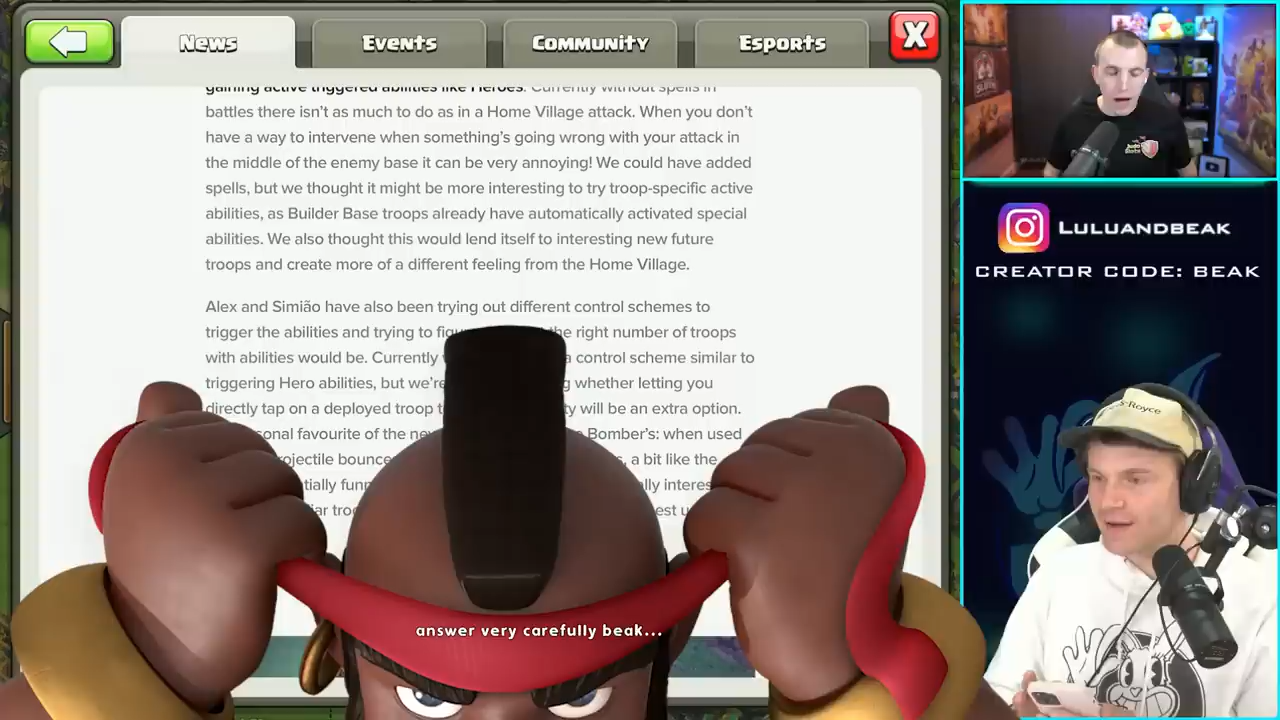 News
Events
Community
Esports
X
gaining active triggered abilities like Heroes. Currently without spells in
battles there isn't as much to do as in a Home Village attack. When you don't
have a way to intervene when something's going wrong with your attack in
the middle of the enemy base it can be very annoying! We could have added
spells, but we thought it might be more interesting to try troop-specific active
abilities, as Builder Base troops already have automatically activated special
abilities. We also thought this would lend itself to interesting new future
troops and create more of a different feeling from the Home Village.
Alex and Simião have also been trying out different control schemes to
trigger the abilities and trying to the right number of troops
with abilities would be. Currently a control scheme similar to
triggering Hero abilities, but we're whether letting you
directly tap on a deployed troop will be an extra option.
favourite of the Bomber's: when used
a bit like the
answer very carefully beak...
Luluandbeak
Creator Code: Beak